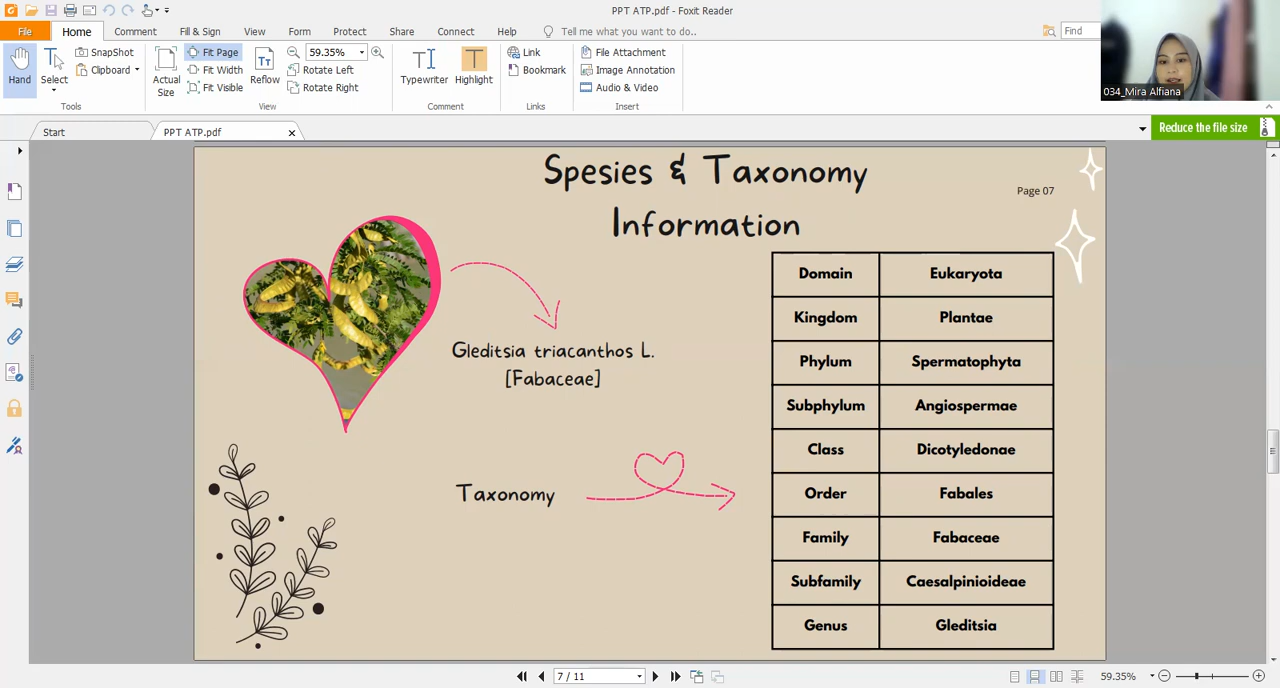 PPT ATP.pdf - Foxit Reader
File Home Comment Fill & Sign View Form Protect Share Connect Help Tell me what you want to do.. Find
SnapShot Fit Page 59.35% Link File Attachment
Clipboard Fit Width Rotate Left Bookmark Image Annotation
Hand Select Actual Size Reflow Fit Visible Rotate Right Typewriter Highlight Audio & Video
Tools View Comment Links Insert
034_Mira Alfiana
Start PPT ATP.pdf Reduce the file size
Spesies & Taxonomy
Information
Page 07
Gleditsia triacanthos L.
[Fabaceae]
Taxonomy
Domain Eukaryota
Kingdom Plantae
Phylum Spermatophyta
Subphylum Angiospermae
Class Dicotyledonae
Order Fabales
Family Fabaceae
Subfamily Caesalpinioideae
Genus Gleditsia
7 / 11 59.35%